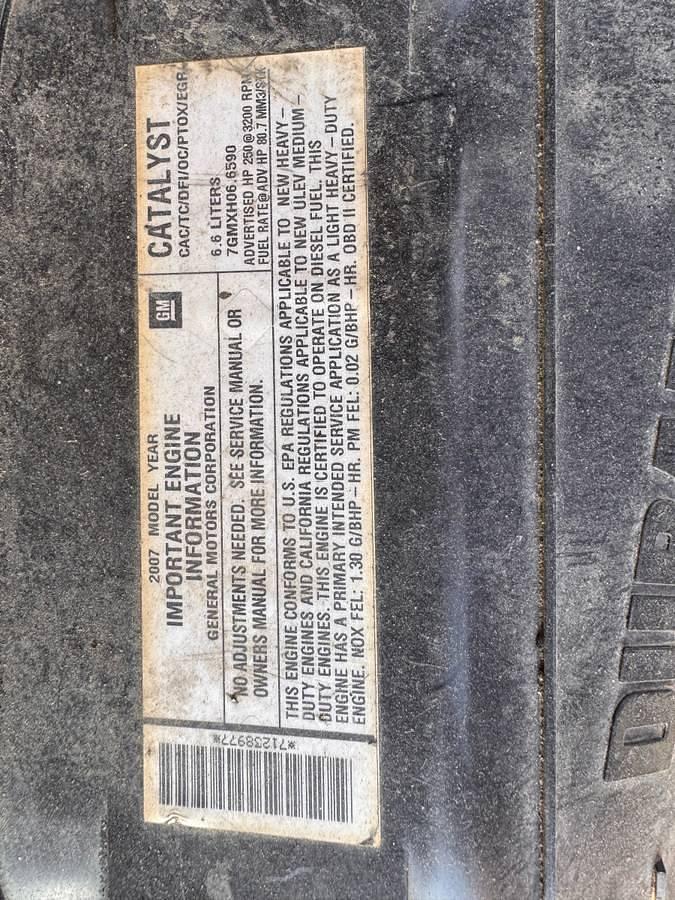 2007 MODEL YEAR
IMPORTANT ENGINE
INFORMATION
GENERAL MOTORS CORPORATION
GM
CATALYST
CAC/TC/DFI/OC/PTOX/EGR
NO ADJUSTMENTS NEEDED. SEE SERVICE MANUAL OR
OWNERS MANUAL FOR MORE INFORMATION.
6.6 LITERS
7GMXH06.6590
ADVERTISED HP 250@3200 RPM
FUEL RATE@ADV HP 80.7 MM3/STK
THIS ENGINE CONFORMS TO U.S. EPA REGULATIONS APPLICABLE TO NEW HEAVY-
DUTY ENGINES AND CALIFORNIA REGULATIONS APPLICABLE TO NEW ULEV MEDIUM-
DUTY ENGINES. THIS ENGINE IS CERTIFIED TO OPERATE ON DIESEL FUEL. THIS
ENGINE HAS A PRIMARY INTENDED SERVICE APPLICATION AS A LIGHT HEAVY-DUTY
ENGINE. NOX FEL: 1.30 G/BHP-HR. PM FEL: 0.02 G/BHP-HR. OBD II CERTIFIED.
*71238977*
DURA